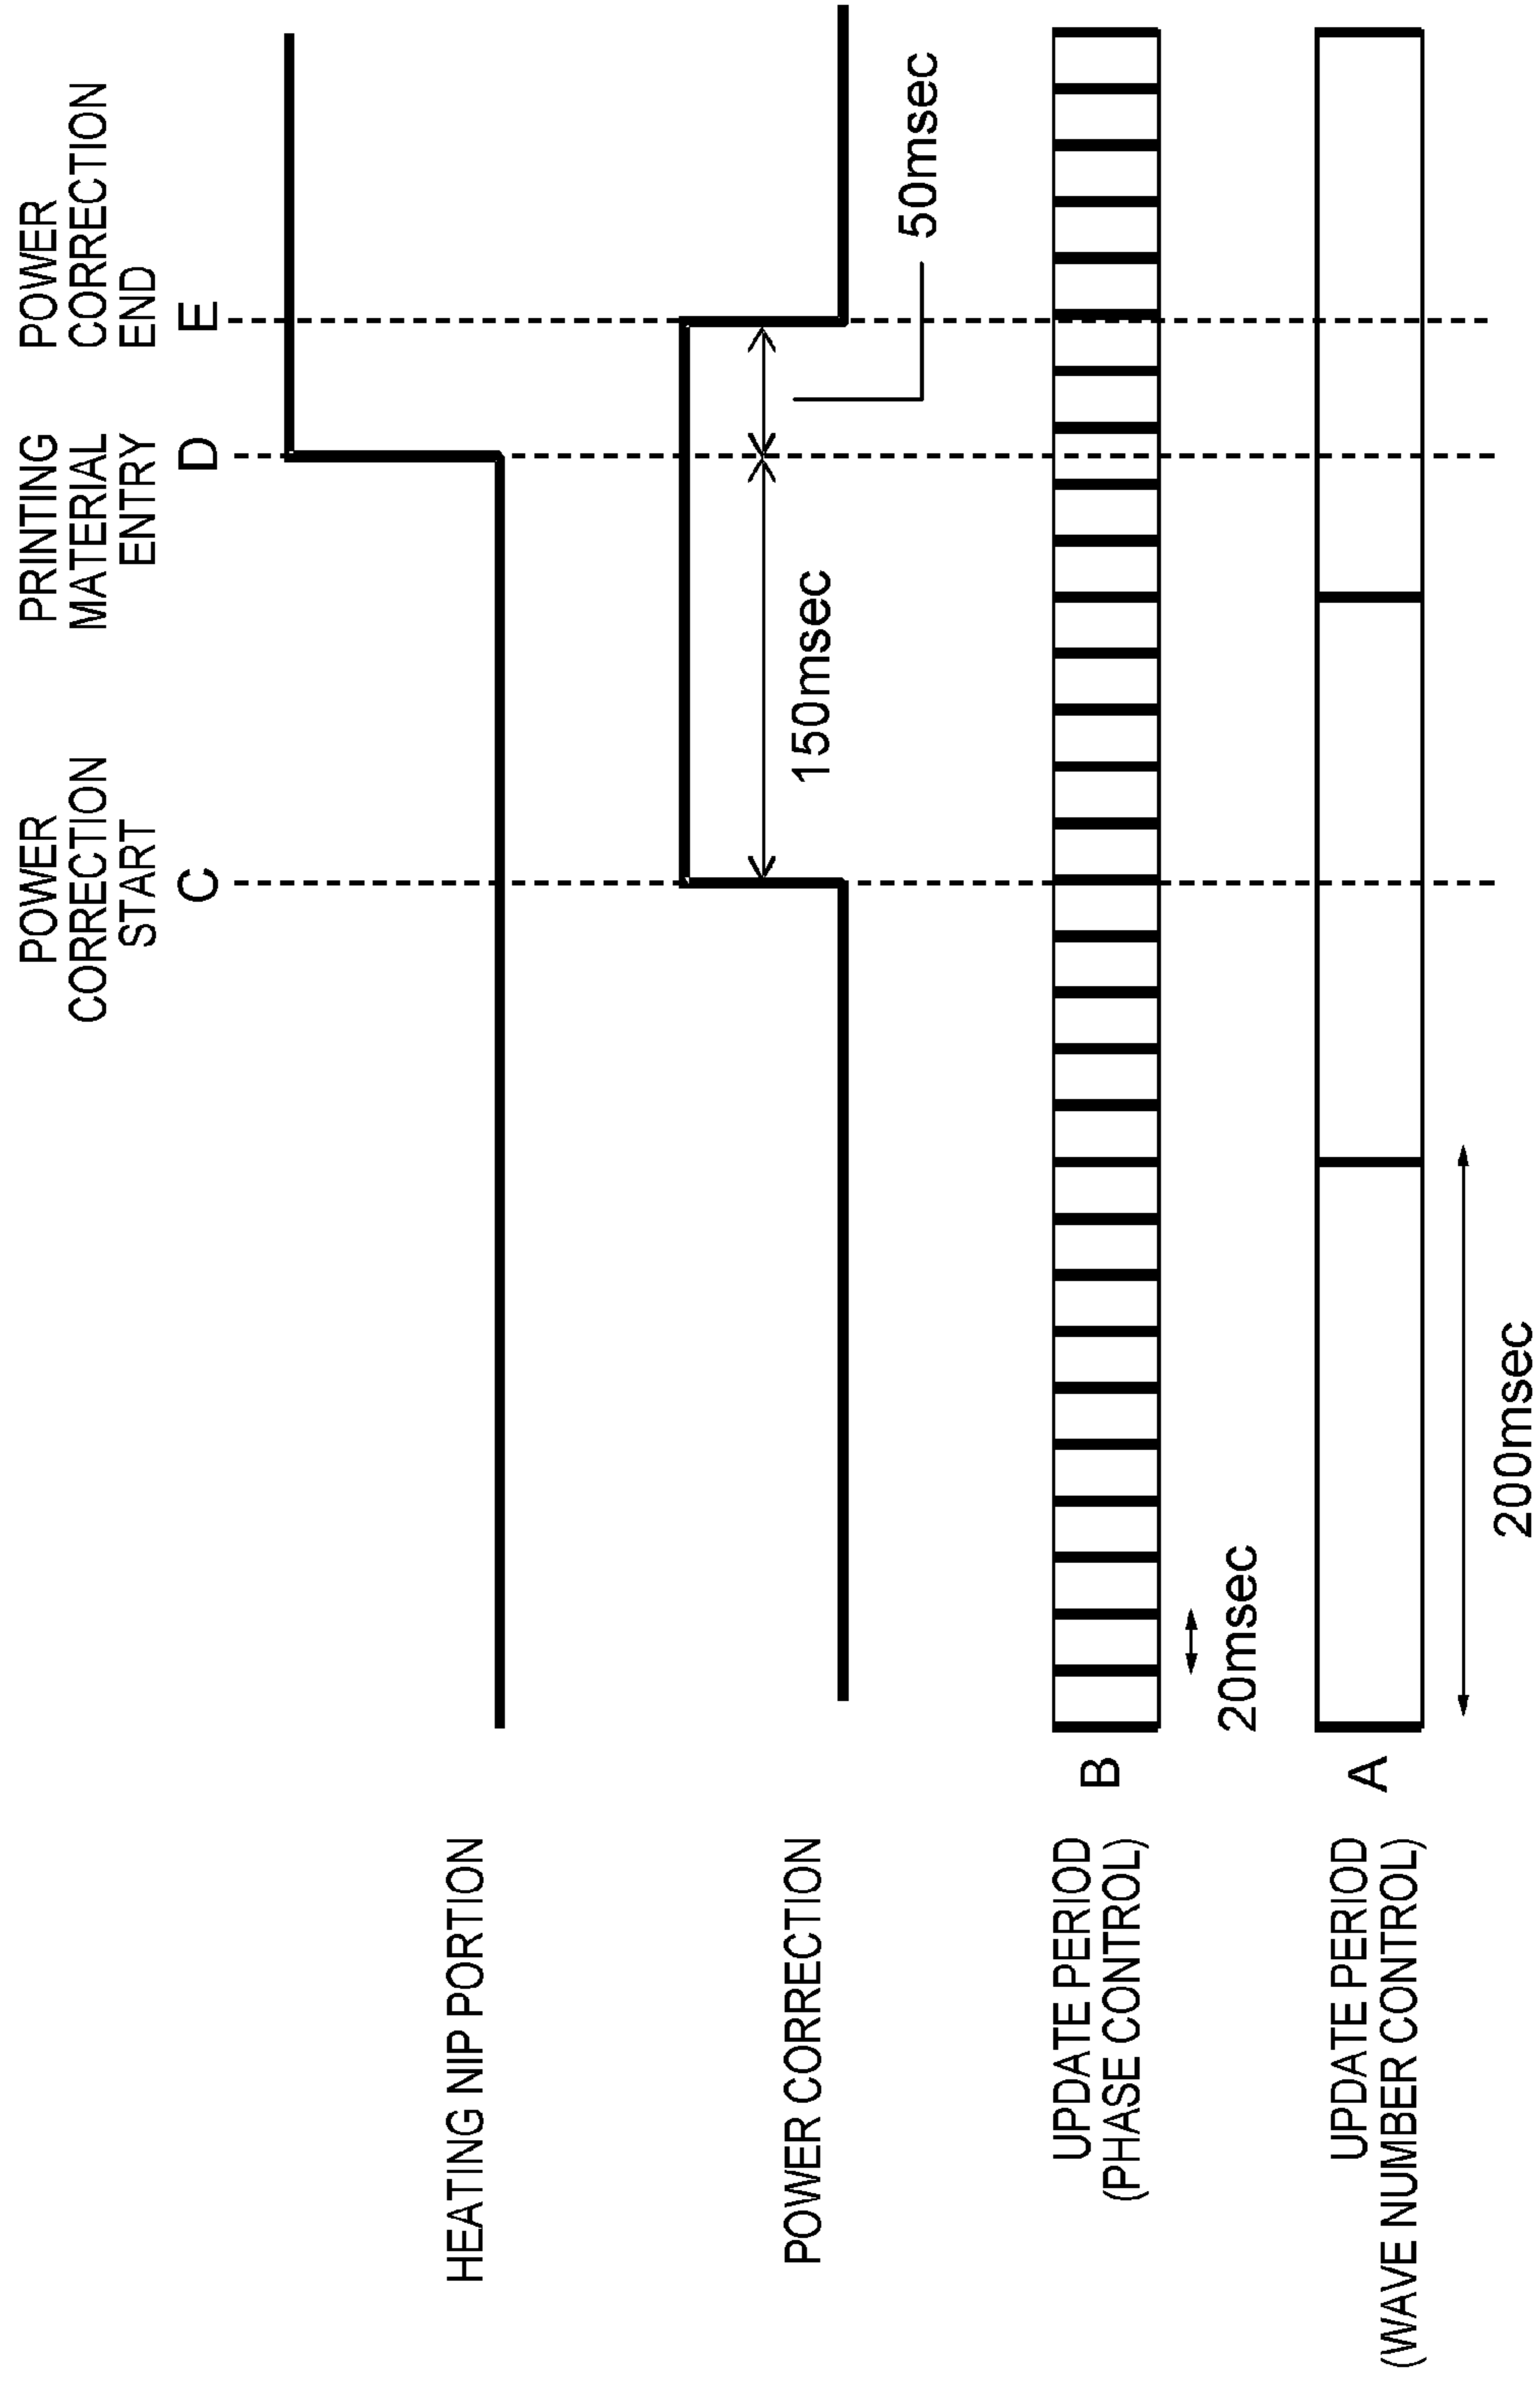 POWER
CORRECTION
START
C
PRINTING
MATERIAL
ENTRY
D
POWER
CORRECTION
END
E
HEATING NIP PORTION
POWER CORRECTION
150msec
50msec
UPDATE PERIOD
(PHASE CONTROL)
B
20msec
UPDATE PERIOD
(WAVE NUMBER CONTROL)
A
200msec